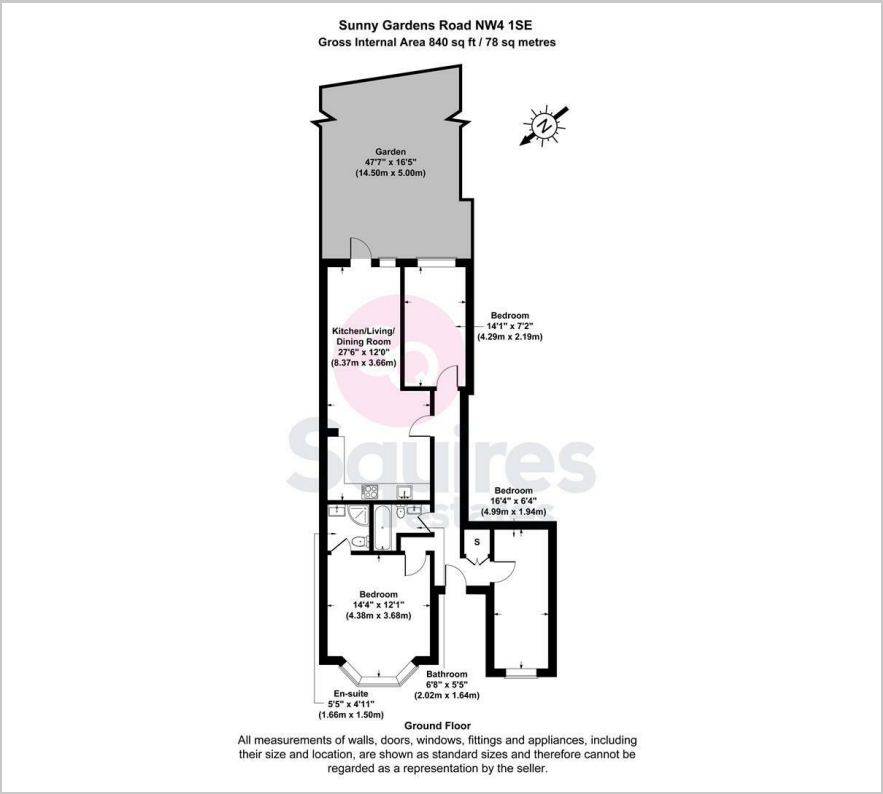 Sunny Gardens Road NW4 1SE
Gross Internal Area 840 sq ft / 78 sq metres
N
Garden
47'7" x 16'5"
(14.50m x 5.00m)
Kitchen/Living/
Dining Room
27'6" x 12'0"
(8.37m x 3.66m)
Bedroom
14'1" x 7'2"
(4.29m x 2.19m)
Squires
estates
Bedroom
16'4" x 6'4"
(4.99m x 1.94m)
S
Bedroom
14'4" x 12'1"
(4.38m x 3.68m)
Bathroom
6'8" x 5'5"
(2.02m x 1.64m)
En-suite
5'5" x 4'11"
(1.66m x 1.50m)
Ground Floor
All measurements of walls, doors, windows, fittings and appliances, including
their size and location, are shown as standard sizes and therefore cannot be
regarded as a representation by the seller.